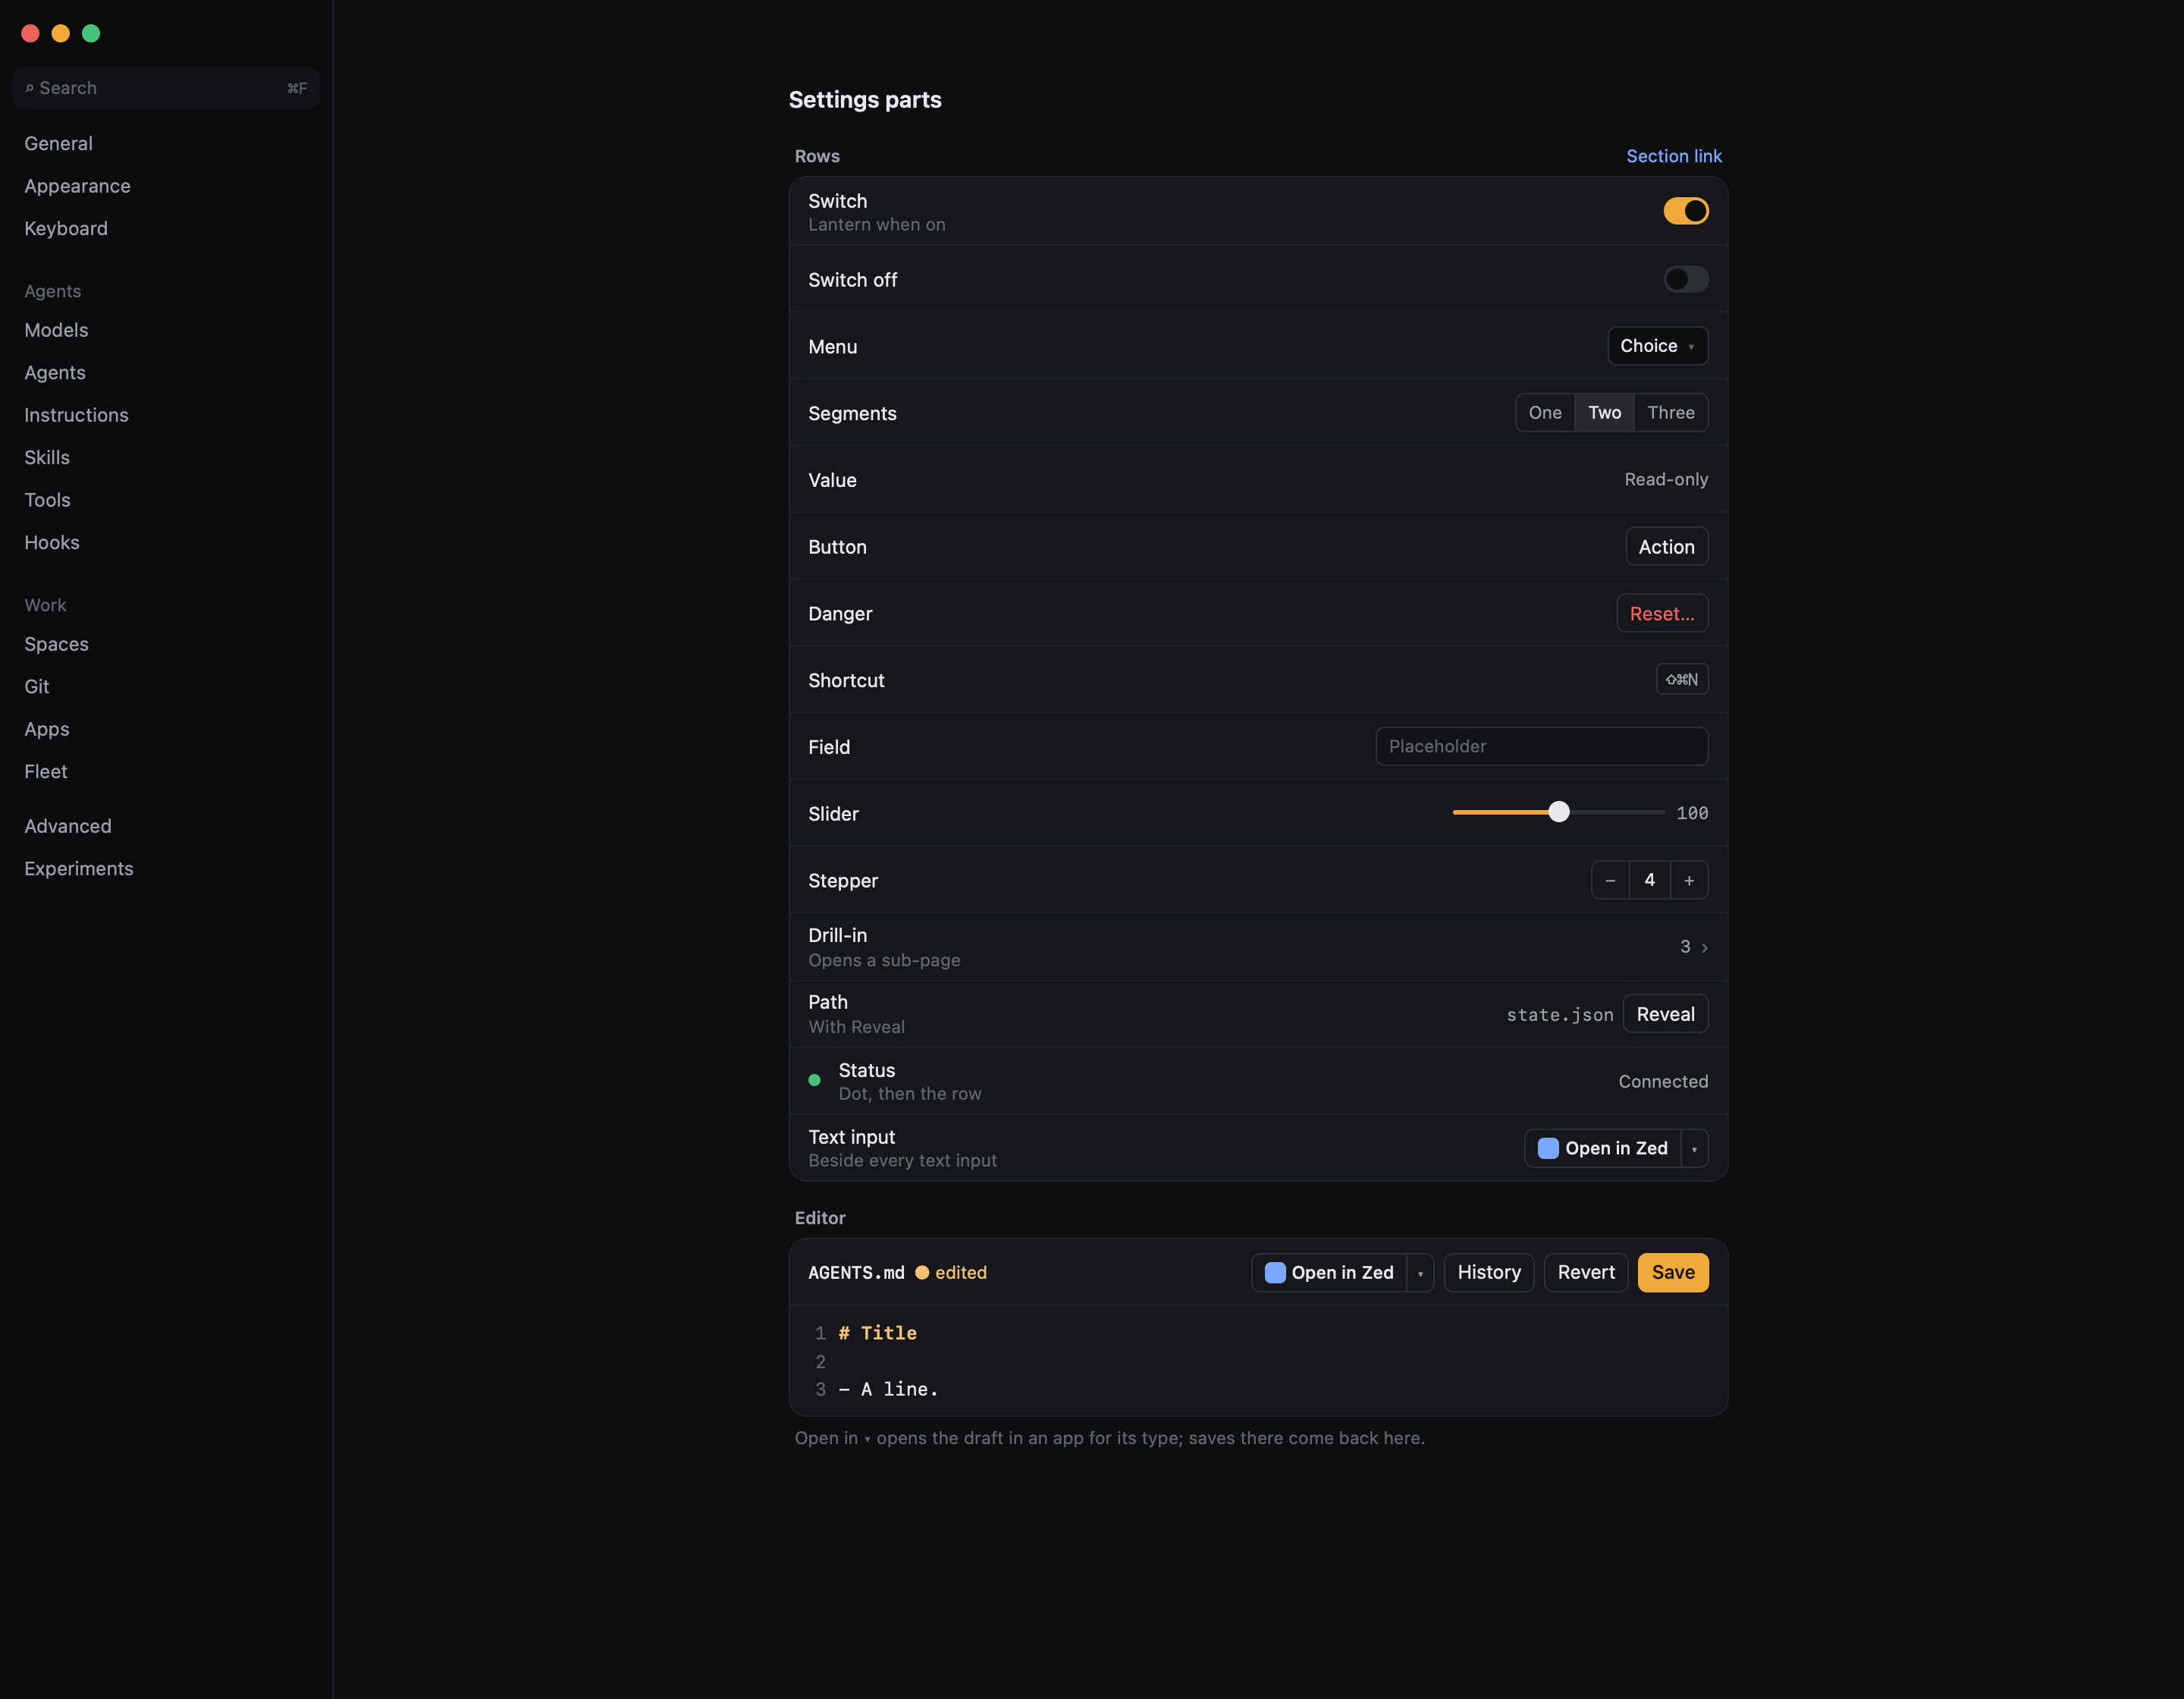 Search ⌘F
General
Appearance
Keyboard
Agents
Models
Agents
Instructions
Skills
Tools
Hooks
Work
Spaces
Git
Apps
Fleet
Advanced
Experiments
Settings parts
Rows Section link
Switch
Lantern when on
Switch off
Menu Choice ▾
Segments One Two Three
Value Read-only
Button Action
Danger Reset…
Shortcut ⇧⌘N
Field Placeholder
Slider 100
Stepper − 4 +
Drill-in
Opens a sub-page
3 ›
Path
With Reveal
state.json Reveal
Status
Dot, then the row
Connected
Text input
Beside every text input
Open in Zed ▾
Editor
AGENTS.md edited Open in Zed ▾ History Revert Save
1 # Title
2
3 – A line.
Open in ▾ opens the draft in an app for its type; saves there come back here.